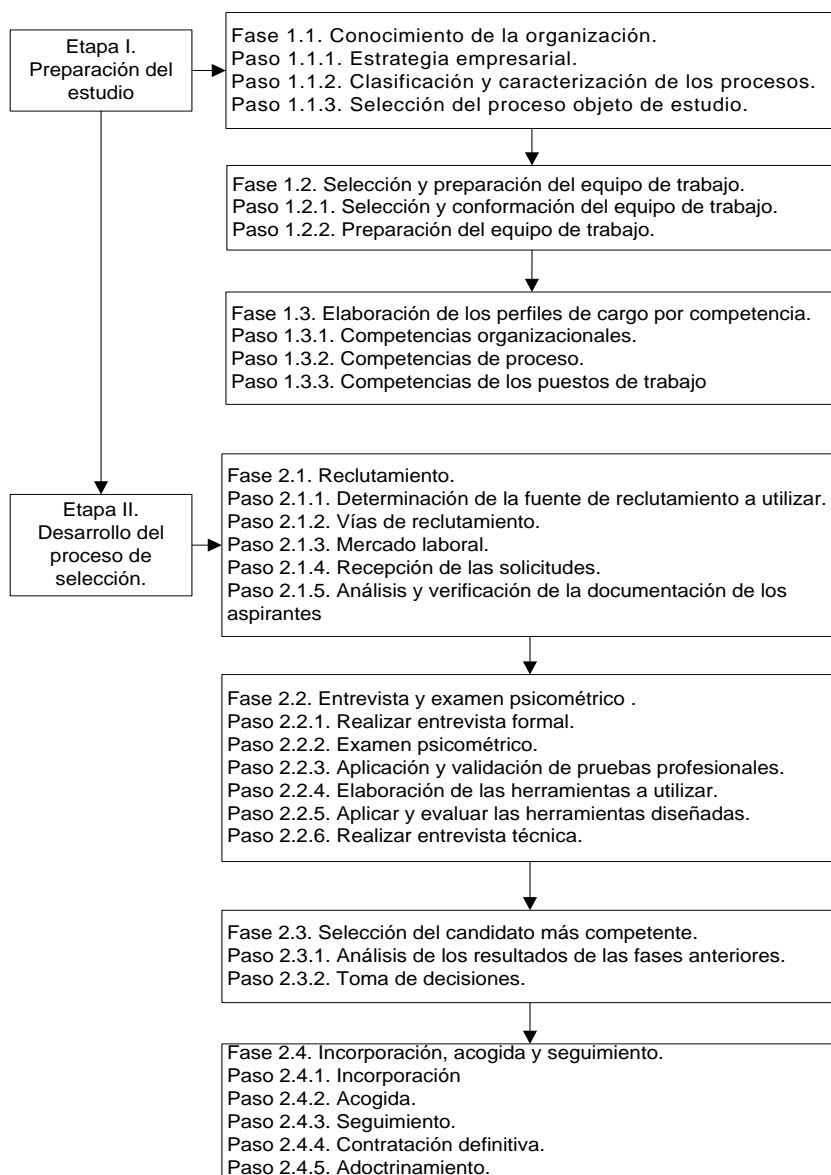 Etapa I.
Preparación del
estudio
Fase 1.1. Conocimiento de la organización.
Paso 1.1.1. Estrategia empresarial.
Paso 1.1.2. Clasificación y caracterización de los procesos.
Paso 1.1.3. Selección del proceso objeto de estudio.
Fase 1.2. Selección y preparación del equipo de trabajo.
Paso 1.2.1. Selección y conformación del equipo de trabajo.
Paso 1.2.2. Preparación del equipo de trabajo.
Fase 1.3. Elaboración de los perfiles de cargo por competencia.
Paso 1.3.1. Competencias organizacionales.
Paso 1.3.2. Competencias de proceso.
Paso 1.3.3. Competencias de los puestos de trabajo
Etapa II.
Desarrollo del
proceso de
selección.
Fase 2.1. Reclutamiento.
Paso 2.1.1. Determinación de la fuente de reclutamiento a utilizar.
Paso 2.1.2. Vías de reclutamiento.
Paso 2.1.3. Mercado laboral.
Paso 2.1.4. Recepción de las solicitudes.
Paso 2.1.5. Análisis y verificación de la documentación de los
aspirantes
Fase 2.2. Entrevista y examen psicométrico .
Paso 2.2.1. Realizar entrevista formal.
Paso 2.2.2. Examen psicométrico.
Paso 2.2.3. Aplicación y validación de pruebas profesionales.
Paso 2.2.4. Elaboración de las herramientas a utilizar.
Paso 2.2.5. Aplicar y evaluar las herramientas diseñadas.
Paso 2.2.6. Realizar entrevista técnica.
Fase 2.3. Selección del candidato más competente.
Paso 2.3.1. Análisis de los resultados de las fases anteriores.
Paso 2.3.2. Toma de decisiones.
Fase 2.4. Incorporación, acogida y seguimiento.
Paso 2.4.1. Incorporación
Paso 2.4.2. Acogida.
Paso 2.4.3. Seguimiento.
Paso 2.4.4. Contratación definitiva.
Paso 2.4.5. Adoctrinamiento.